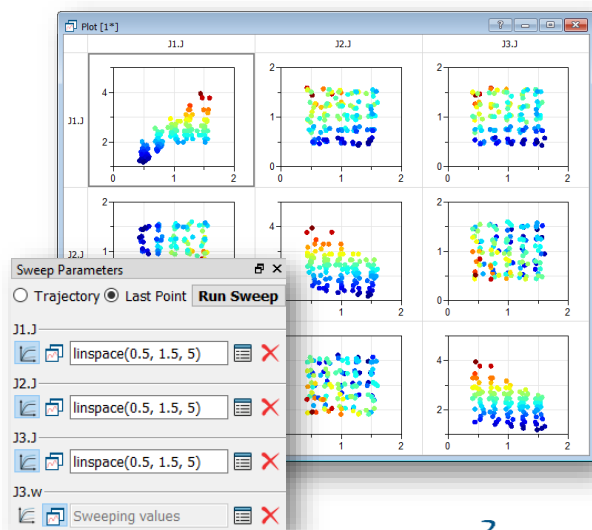 Plot [1*]
J1.J J2.J J3.J
2 2
4
J1.J 1 1
2
0 0
0 1 2 0 1 2 0 1 2
2 2
4
J2.J 1 1
2
0
1 2 0 1 2
4
2
1 2 0 1 2
Sweep Parameters
Trajectory Last Point Run Sweep
J1.J
linspace(0.5, 1.5, 5)
J2.J
linspace(0.5, 1.5, 5)
J3.J
linspace(0.5, 1.5, 5)
J3.w
Sweeping values